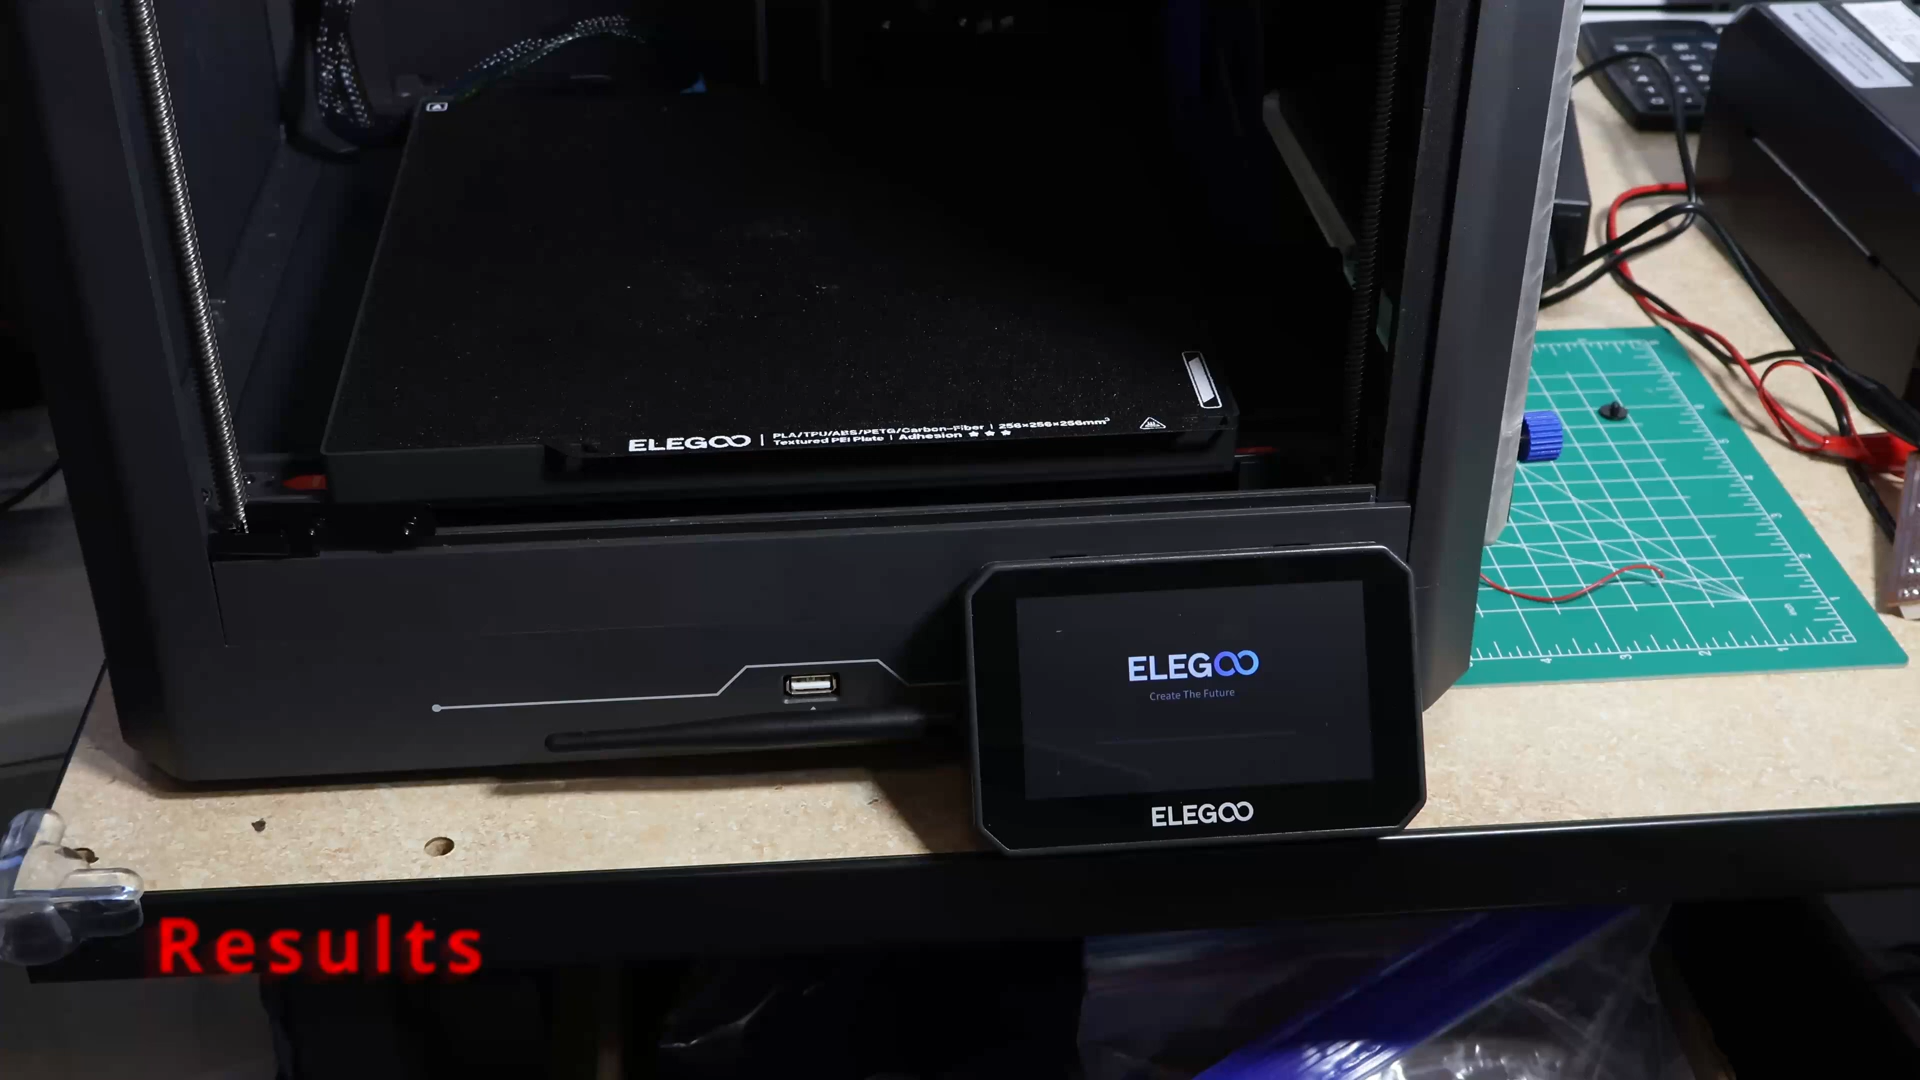 ELEGOO
PLA/TPU/ABS/PETG/Carbon-Fiber | 256×256×256mm³
Textured PEI Plate | Adhesion ★ ★ ★
ELEGOO
Create The Future
ELEGOO
Results